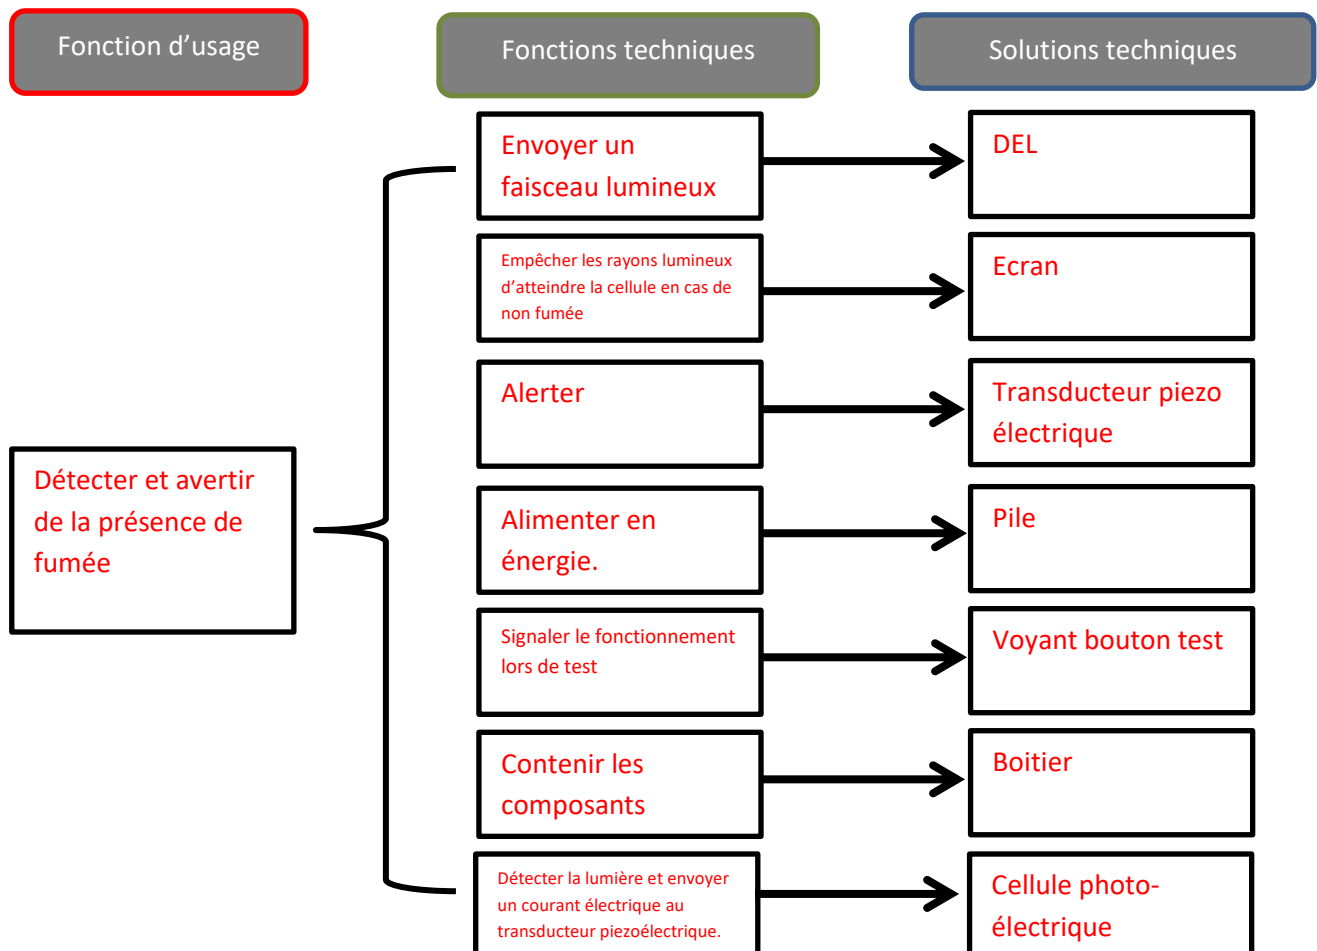 Fonction d’usage
Fonctions techniques
Solutions techniques
Envoyer un
faisceau lumineux
DEL
Empêcher les rayons lumineux
d’atteindre la cellule en cas de
non fumée
Ecran
Alerter
Transducteur piezo
électrique
Détecter et avertir
de la présence de
fumée
Alimenter en
énergie.
Pile
Signaler le fonctionnement
lors de test
Voyant bouton test
Contenir les
composants
Boitier
Détecter la lumière et envoyer
un courant électrique au
transducteur piezoélectrique.
Cellule photo-
électrique